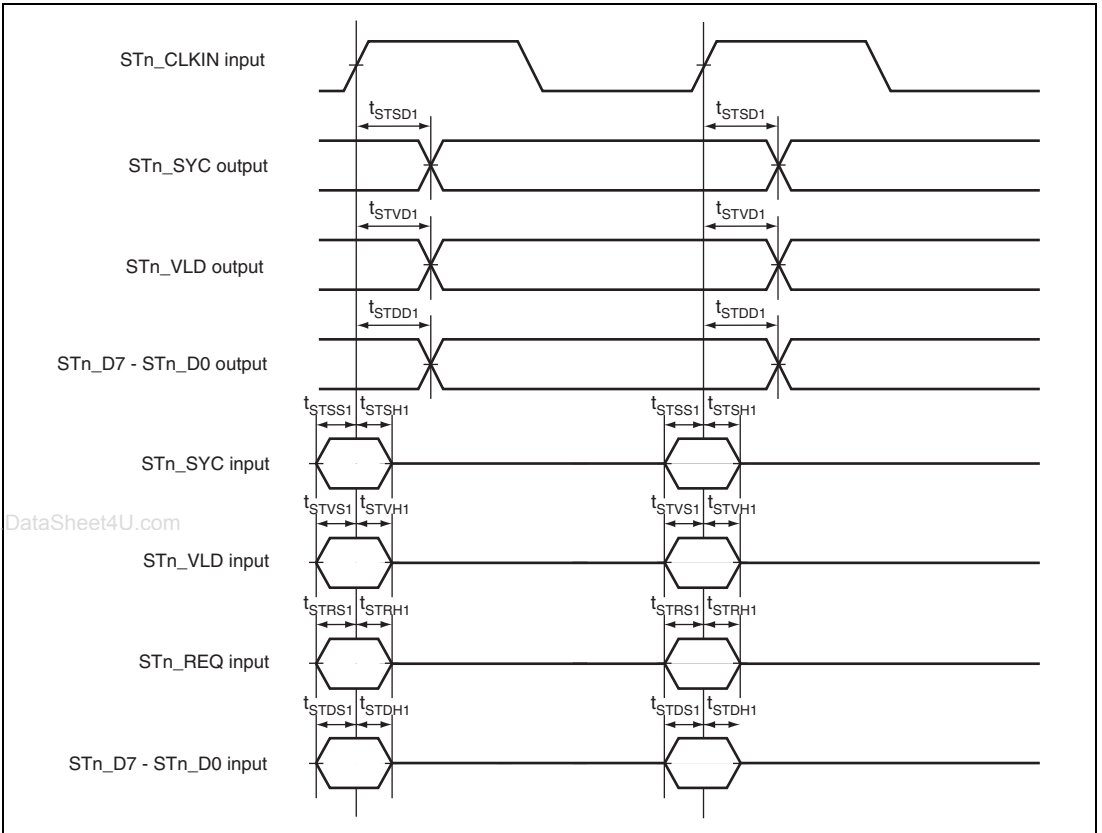 STn_CLKIN input
tSTSD1 tSTSD1
STn_SYC output
tSTVD1 tSTVD1
STn_VLD output
tSTDD1 tSTDD1
STn_D7 - STn_D0 output
tSTSS1 tSTSH1 tSTSS1 tSTSH1
STn_SYC input
tSTVS1 tSTVH1 tSTVS1 tSTVH1
DataSheet4U.com
STn_VLD input
tSTRS1 tSTRH1 tSTRS1 tSTRH1
STn_REQ input
tSTDS1 tSTDH1 tSTDS1 tSTDH1
STn_D7 - STn_D0 input